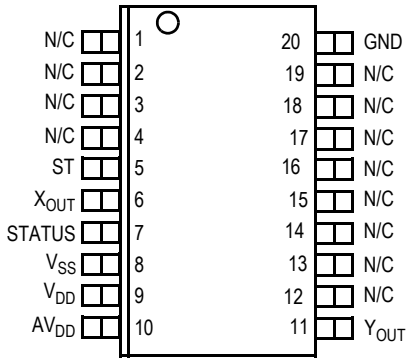 N/C 1 20 GND
N/C 2 19 N/C
N/C 3 18 N/C
N/C 4 17 N/C
ST 5 16 N/C
XOUT 6 15 N/C
STATUS 7 14 N/C
VSS 8 13 N/C
VDD 9 12 N/C
AVDD 10 11 YOUT